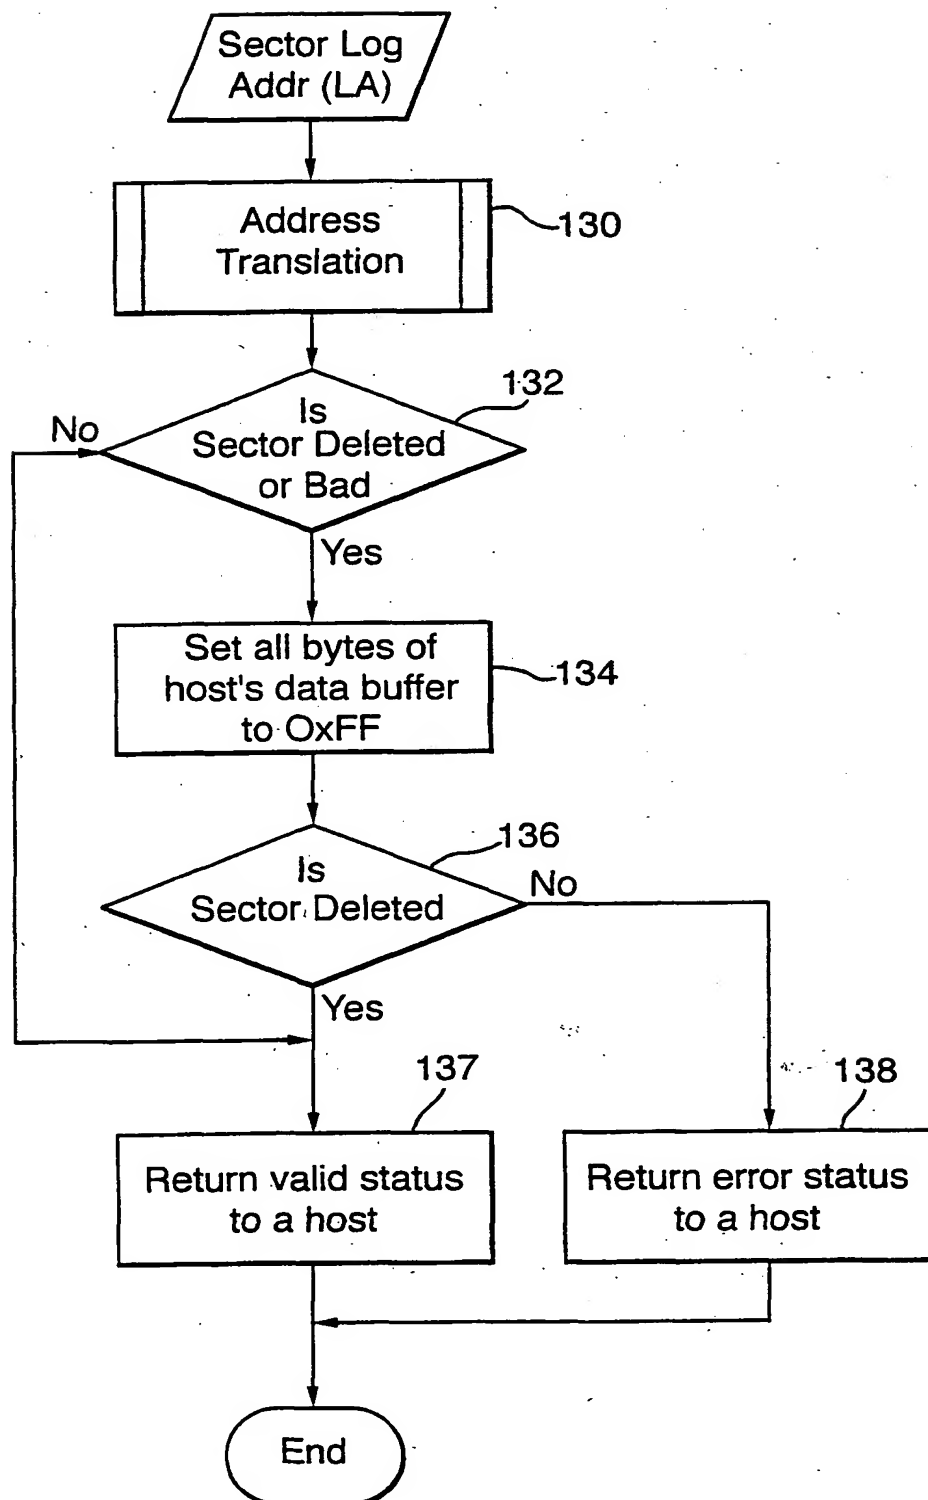 Sector Log
Addr (LA)
Address
Translation
130
132
No
Is
Sector Deleted
or Bad
Yes
Set all bytes of
host's data buffer
to OxFF
134
136
Is
Sector Deleted
No
Yes
137
138
Return valid status
to a host
Return error status
to a host
End